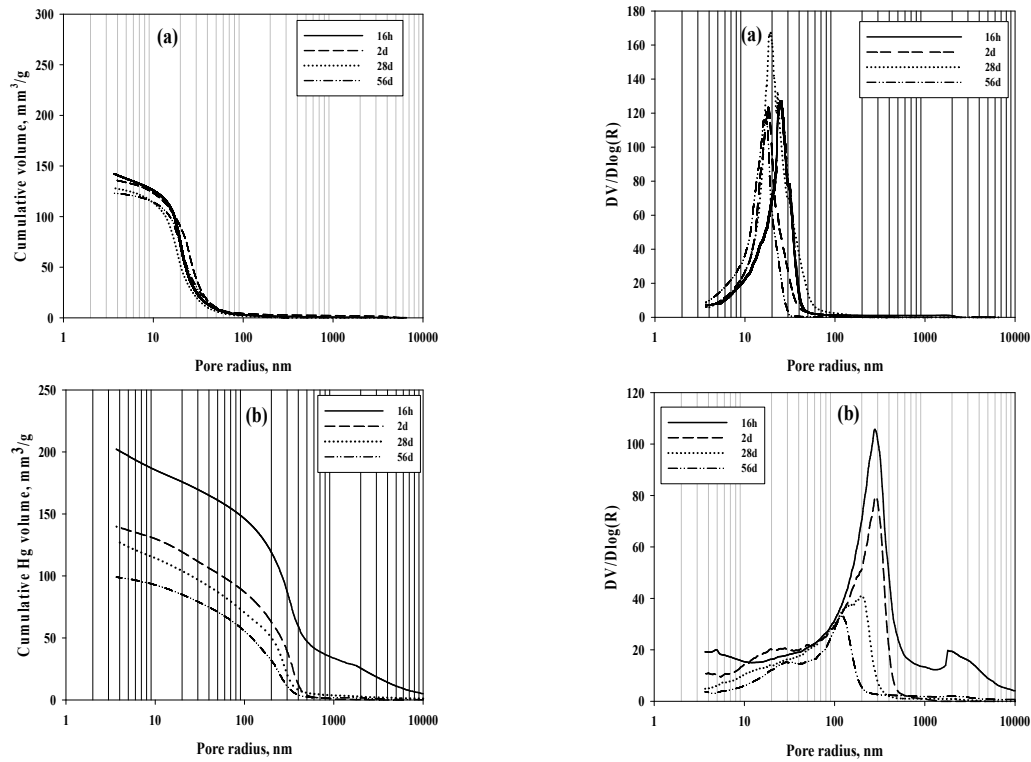 (a)
16h
2d
28d
56d
Cumulative volume, mm³/g
300
250
200
150
100
50
0
1 10 100 1000 10000
Pore radius, nm
(a)
16h
2d
28d
56d
DV/Dlog(R)
180
160
140
120
100
80
60
40
20
0
1 10 100 1000 10000
Pore radius, nm
(b)
16h
2d
28d
56d
Cumulative Hg volume, mm³/g
250
200
150
100
50
0
1 10 100 1000 10000
Pore radius, nm
(b)
16h
2d
28d
56d
DV/Dlog(R)
120
100
80
60
40
20
0
1 10 100 1000 10000
Pore radius, nm